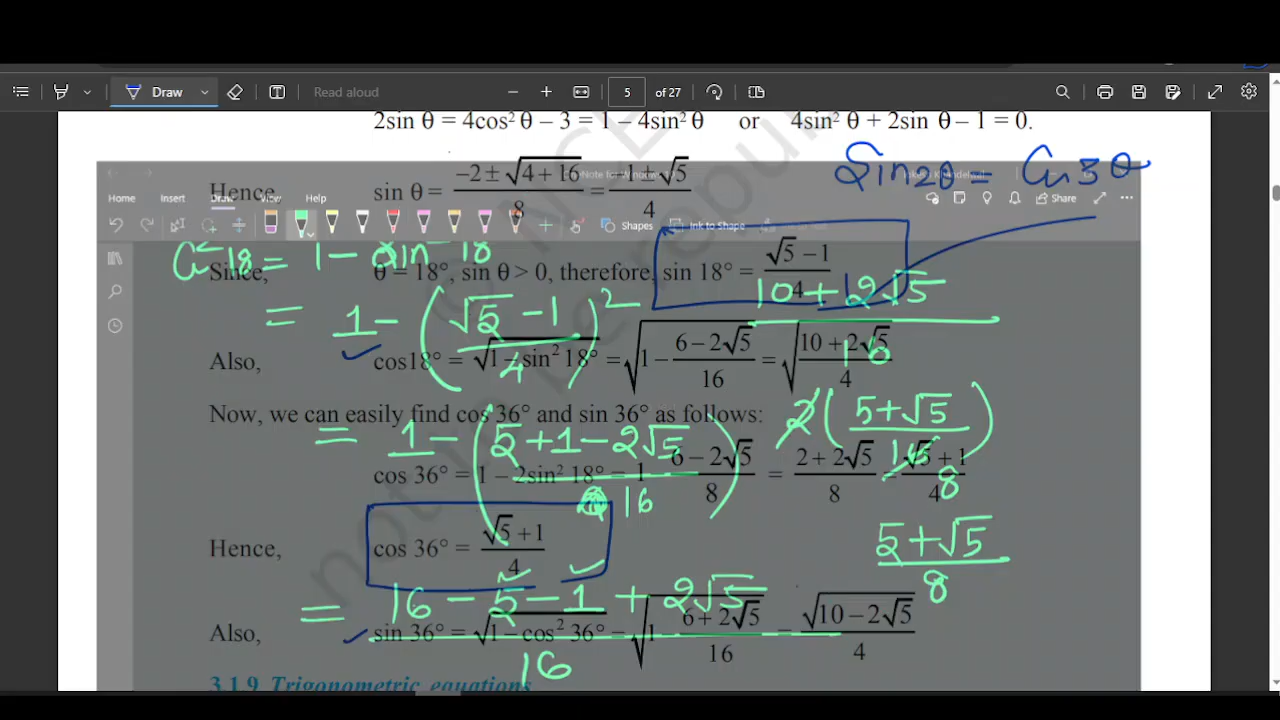 Draw Read aloud 5 of 27
2sin θ = 4cos² θ – 3 = 1 – 4sin² θ or 4sin² θ + 2sin θ – 1 = 0.
Sin2θ = Cos3θ
Hence, sin θ = (–2 ± √(4 + 16))/8 = (–1 ± √5)/4
Home Insert Draw View Help Share
Shapes Ink to Shape
Cos²18 = 1 – sin²18
Since, θ = 18°, sin θ > 0, therefore, sin 18° = (√5 – 1)/4
(10 + 2√5)/16
= 1 – ((√5 – 1)/4)²
Also, cos18° = √(1 – sin² 18°) = √(1 – (6 – 2√5)/16) = √(10 + 2√5)/4
Now, we can easily find cos 36° and sin 36° as follows:
2((5 + √5)/16)
8
= 1 – ((5 + 1 – 2√5)/16)
cos 36° = 1 – 2sin² 18° = 1 – (6 – 2√5)/8 = (2 + 2√5)/8 = (√5 + 1)/4
(5 + √5)/8
Hence, cos 36° = (√5 + 1)/4
= (16 – 5 – 1 + 2√5)/16
Also, sin 36° = √(1 – cos² 36°) = √(1 – (6 + 2√5)/16) = √(10 – 2√5)/4
3.1.9 Trigonometric equations